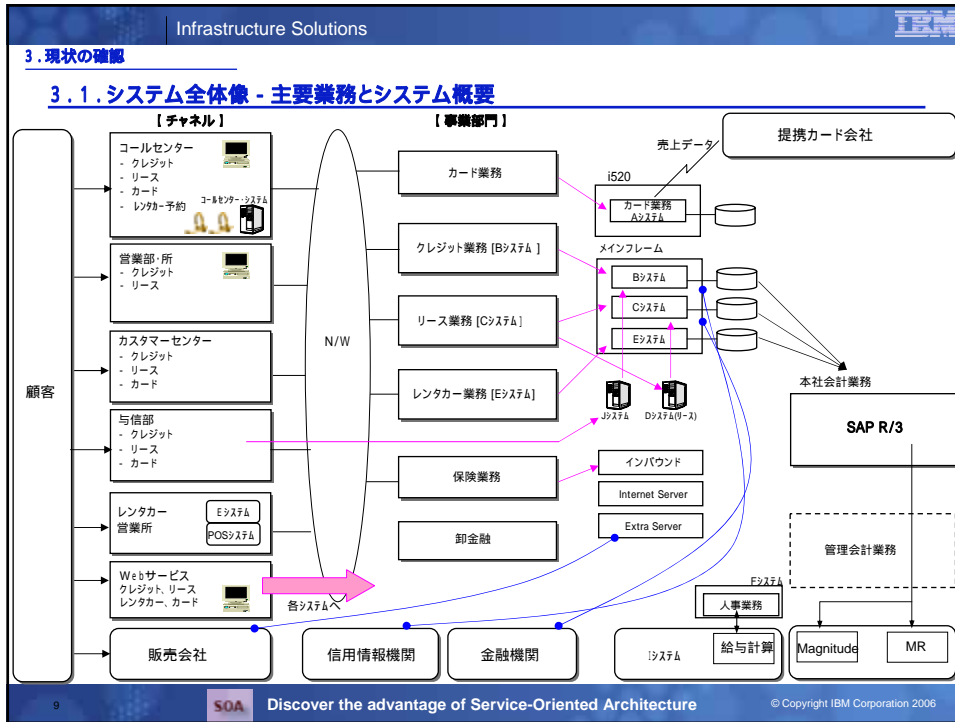 Infrastructure Solutions
IBM
3.現状の確認
3.1.システム全体像 - 主要業務とシステム概要
【チャネル】
【事業部門】
顧客
コールセンター
- クレジット
- リース
- カード
- レンタカー予約
コールセンター・システム
営業部・所
- クレジット
- リース
カスタマーセンター
- クレジット
- リース
- カード
与信部
- クレジット
- リース
- カード
レンタカー
営業所
Eシステム
POSシステム
Webサービス
クレジット、リース
レンタカー、カード
各システムへ
N/W
カード業務
クレジット業務 [Bシステム]
リース業務 [Cシステム]
レンタカー業務 [Eシステム]
保険業務
卸金融
提携カード会社
売上データ
i520
カード業務
Aシステム
メインフレーム
Bシステム
Cシステム
Eシステム
Jシステム
Dシステム(リース)
インバウンド
Internet Server
Extra Server
本社会計業務
SAP R/3
管理会計業務
Fシステム
人事業務
Iシステム
給与計算
Magnitude
MR
販売会社
信用情報機関
金融機関
9
SOA
Discover the advantage of Service-Oriented Architecture
© Copyright IBM Corporation 2006